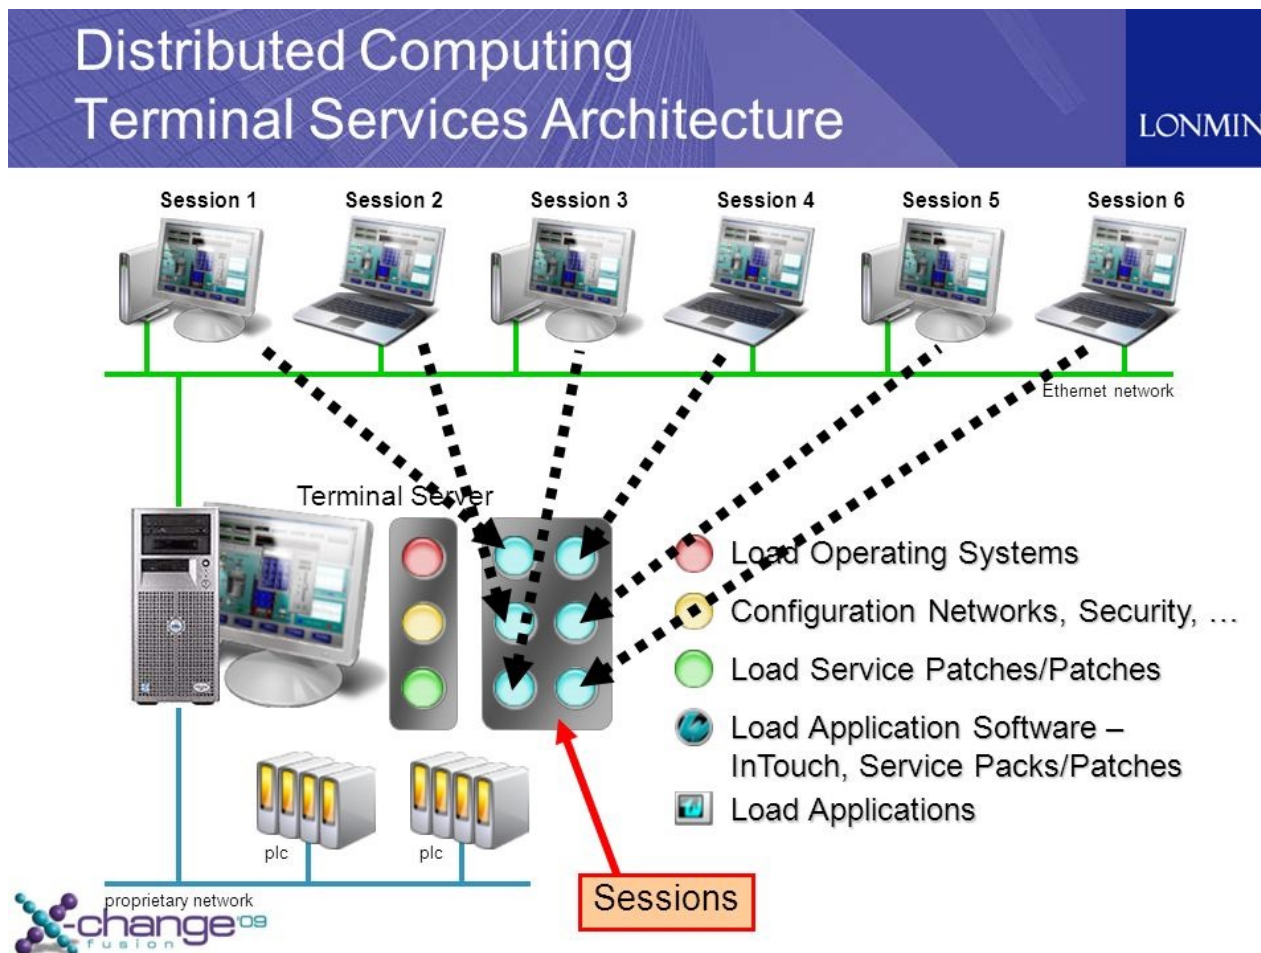 Distributed Computing
Terminal Services Architecture
LONMIN
Session 1
Session 2
Session 3
Session 4
Session 5
Session 6
Ethernet network
Terminal Server
Load Operating Systems
Configuration Networks, Security, …
Load Service Patches/Patches
Load Application Software –
InTouch, Service Packs/Patches
Load Applications
plc
plc
Sessions
proprietary network
X-change'09
fusion